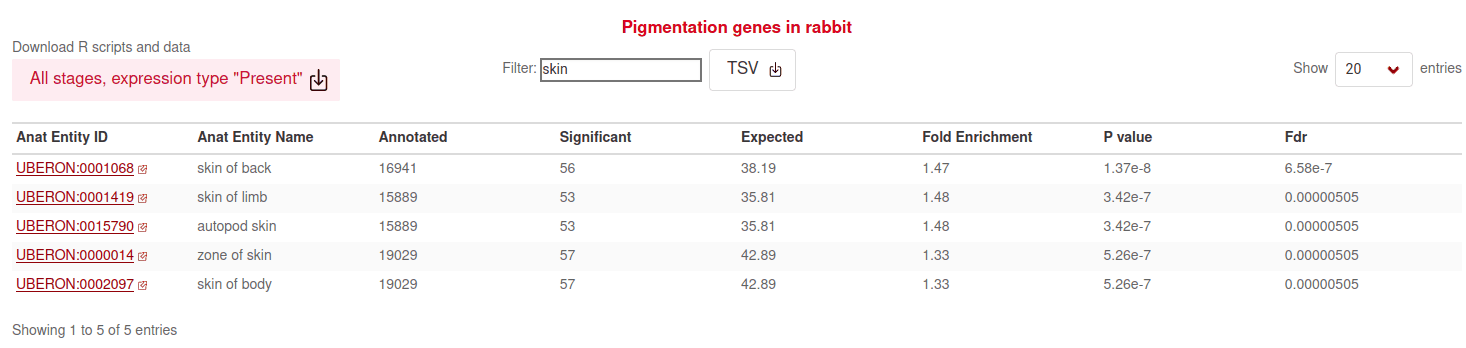 Pigmentation genes in rabbit
Download R scripts and data
All stages, expression type "Present"
Filter: skin
TSV
Show 20 entries
Anat Entity ID Anat Entity Name Annotated Significant Expected Fold Enrichment P value Fdr
UBERON:0001068 skin of back 16941 56 38.19 1.47 1.37e-8 6.58e-7
UBERON:0001419 skin of limb 15889 53 35.81 1.48 3.42e-7 0.00000505
UBERON:0015790 autopod skin 15889 53 35.81 1.48 3.42e-7 0.00000505
UBERON:0000014 zone of skin 19029 57 42.89 1.33 5.26e-7 0.00000505
UBERON:0002097 skin of body 19029 57 42.89 1.33 5.26e-7 0.00000505
Showing 1 to 5 of 5 entries